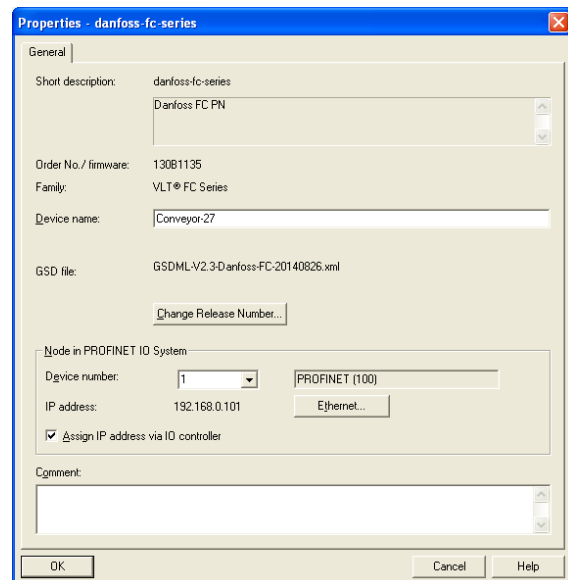 Properties - danfoss-fc-series
General
Short description: danfoss-fc-series
Danfoss FC PN
Order No./ firmware: 130B1135
Family: VLT® FC Series
Device name: Conveyor-27
GSD file: GSDML-V2.3-Danfoss-FC-20140826.xml
Change Release Number...
Node in PROFINET IO System
Device number: 1 PROFINET (100)
IP address: 192.168.0.101 Ethernet...
Assign IP address via IO controller
Comment:
OK Cancel Help